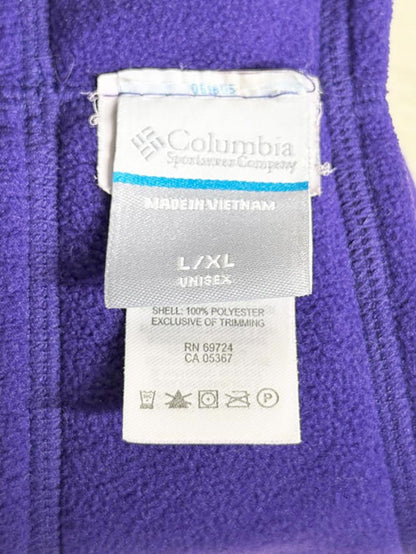 Columbia
Sportswear Company
MADE IN VIETNAM
L/XL
UNISEX
SHELL: 100% POLYESTER
EXCLUSIVE OF TRIMMING
RN 69724
CA 05367
P